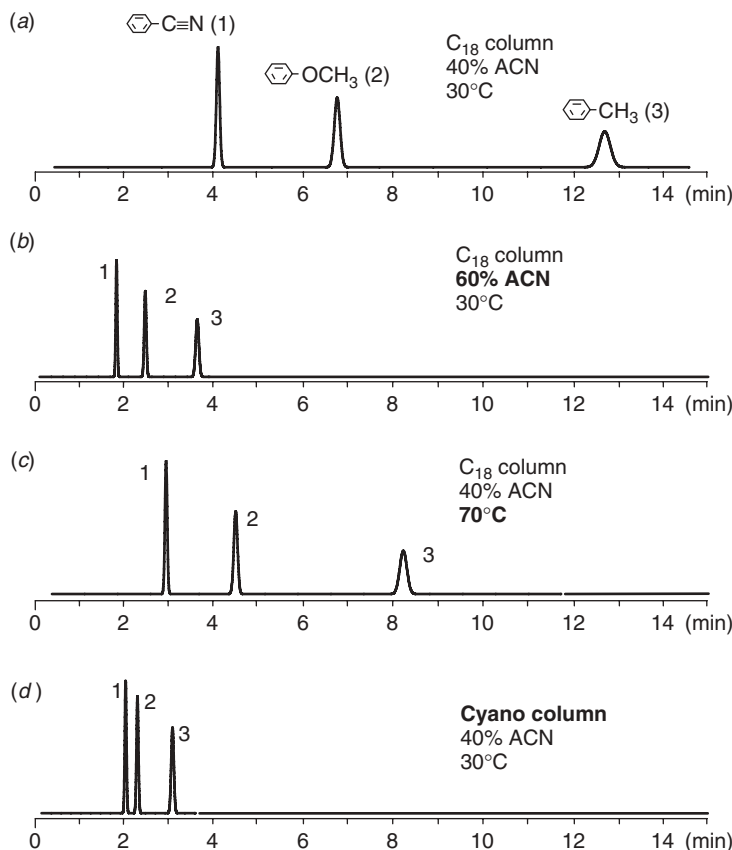 (a)
C≡N (1)
OCH₃ (2)
CH₃ (3)
C₁₈ column
40% ACN
30°C
0 2 4 6 8 10 12 14 (min)
(b)
1
2
3
C₁₈ column
60% ACN
30°C
0 2 4 6 8 10 12 14 (min)
(c)
1
2
3
C₁₈ column
40% ACN
70°C
0 2 4 6 8 10 12 14 (min)
(d)
1
2
3
Cyano column
40% ACN
30°C
0 2 4 6 8 10 12 14 (min)